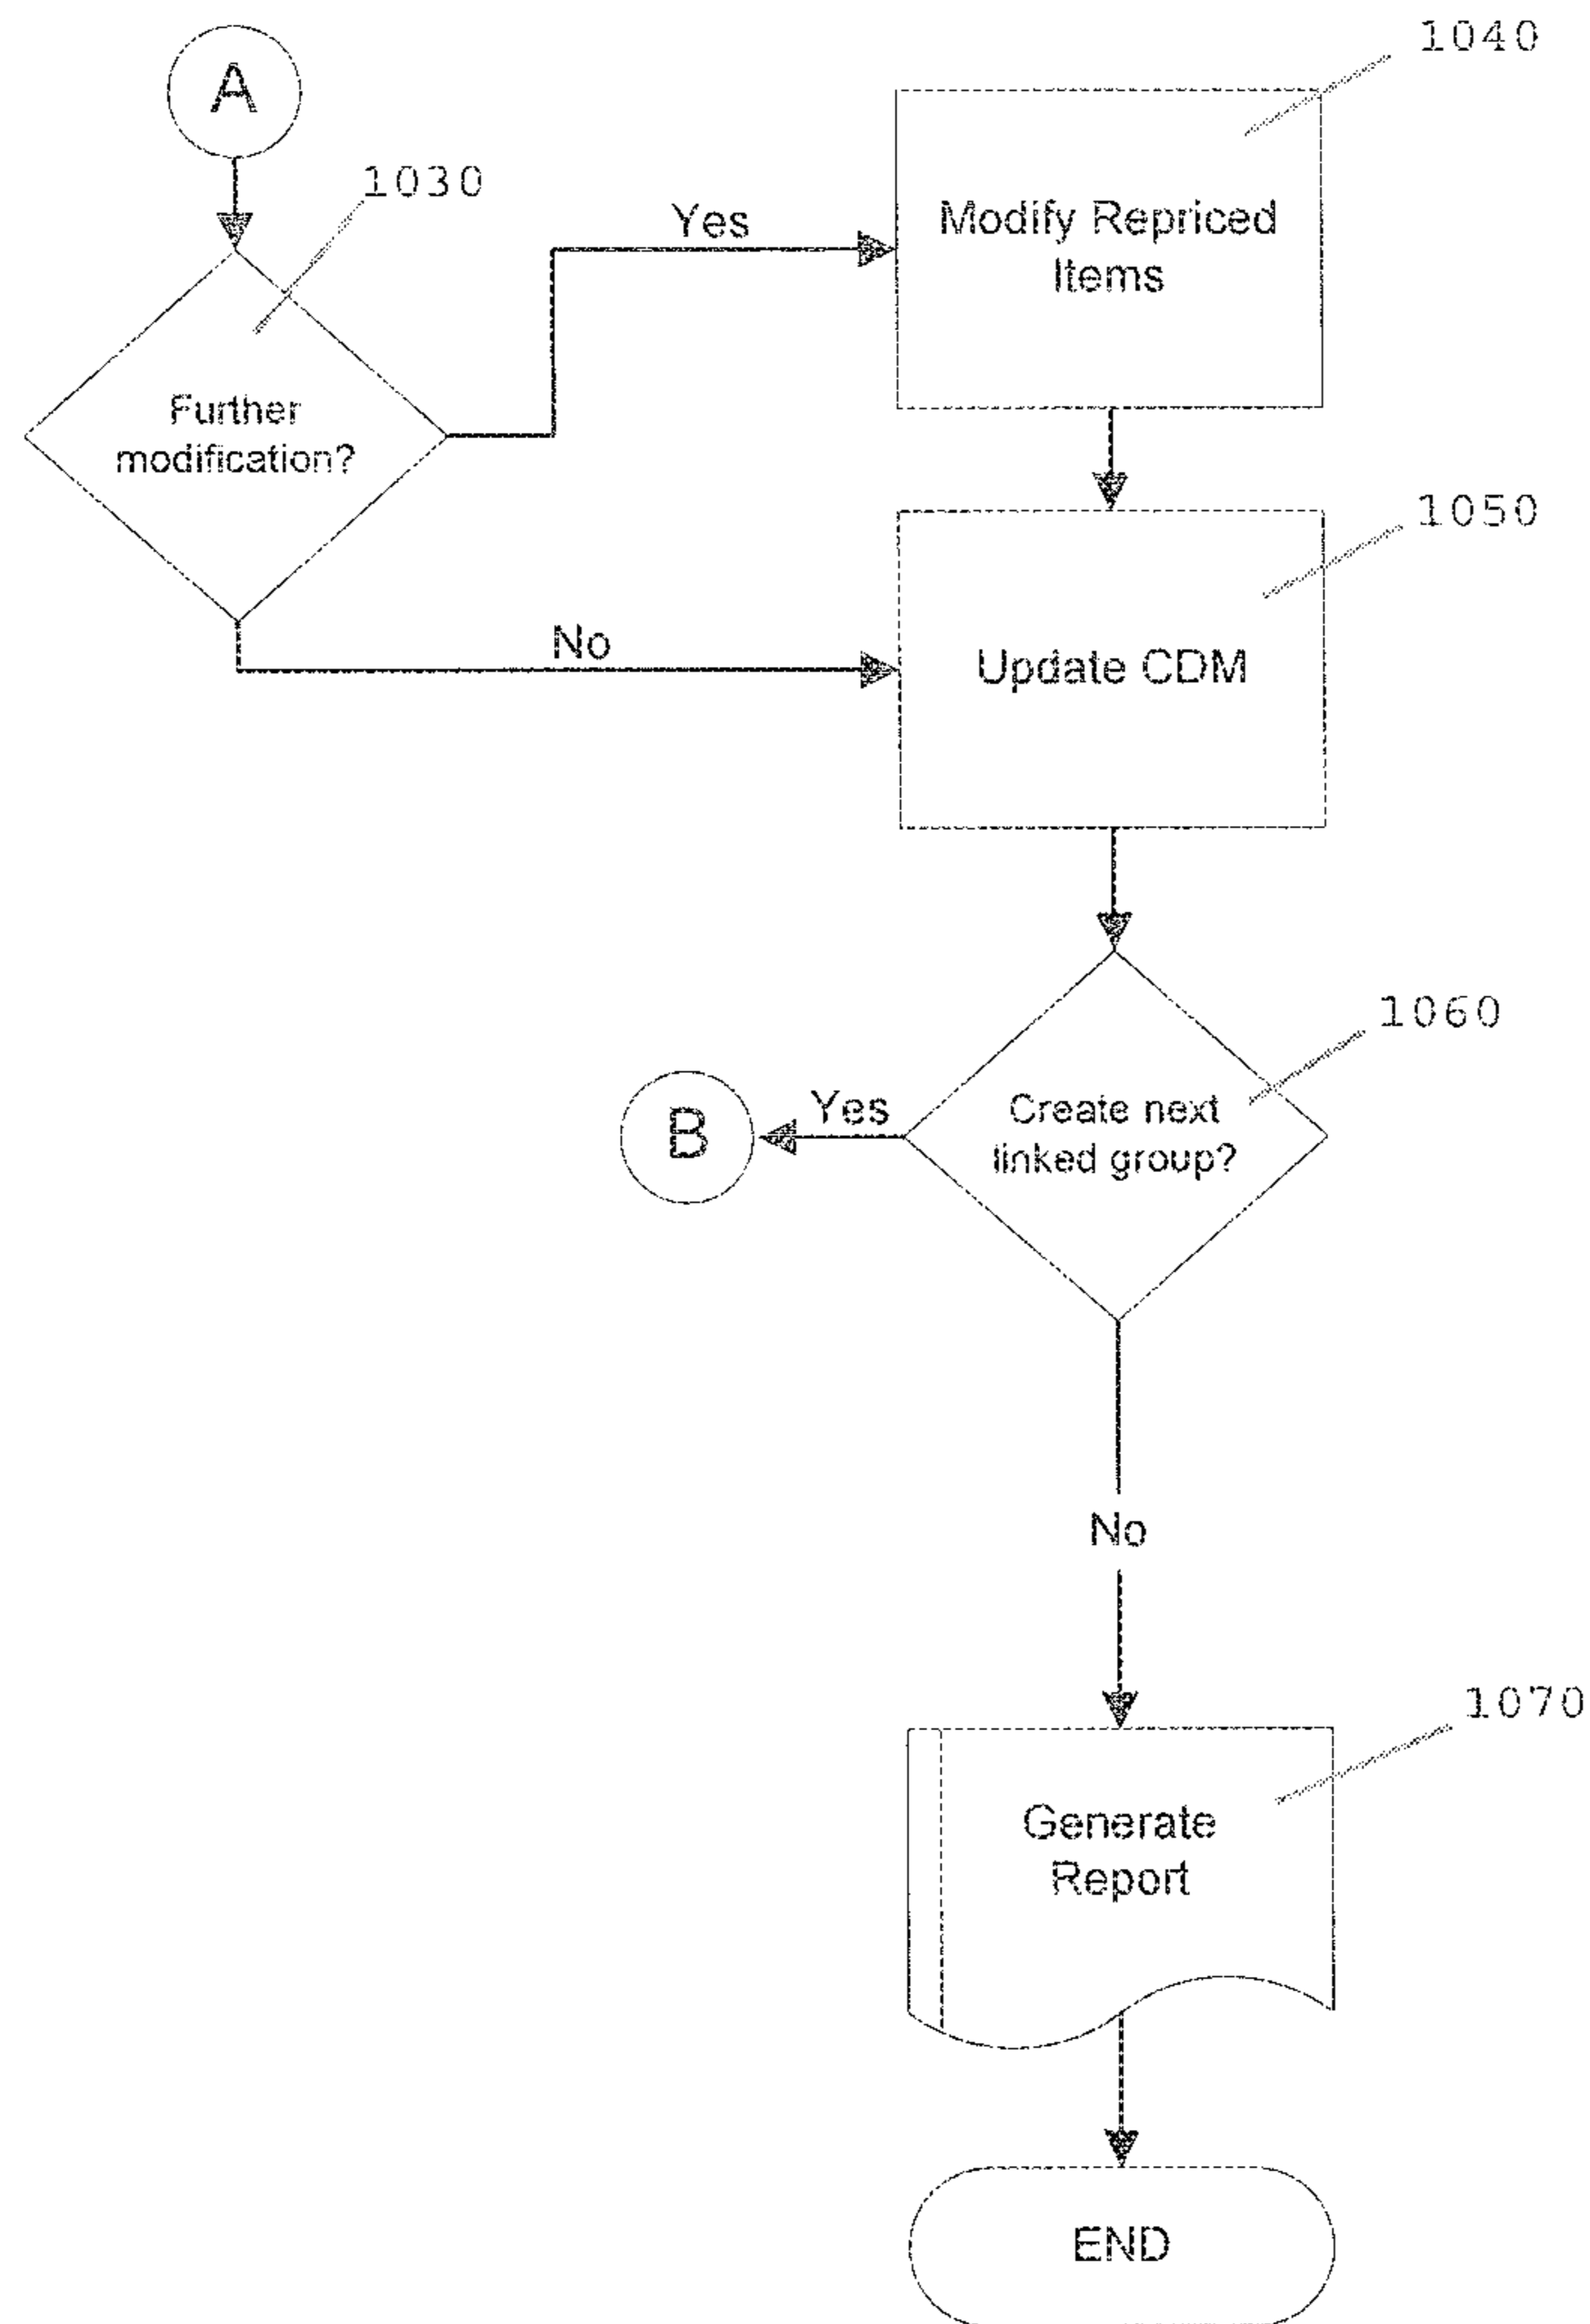 A
1030
Further
modification?
Yes
1040
Modify Repriced
Items
No
1050
Update CDM
1060
Create next
linked group?
Yes
B
No
1070
Generate
Report
END